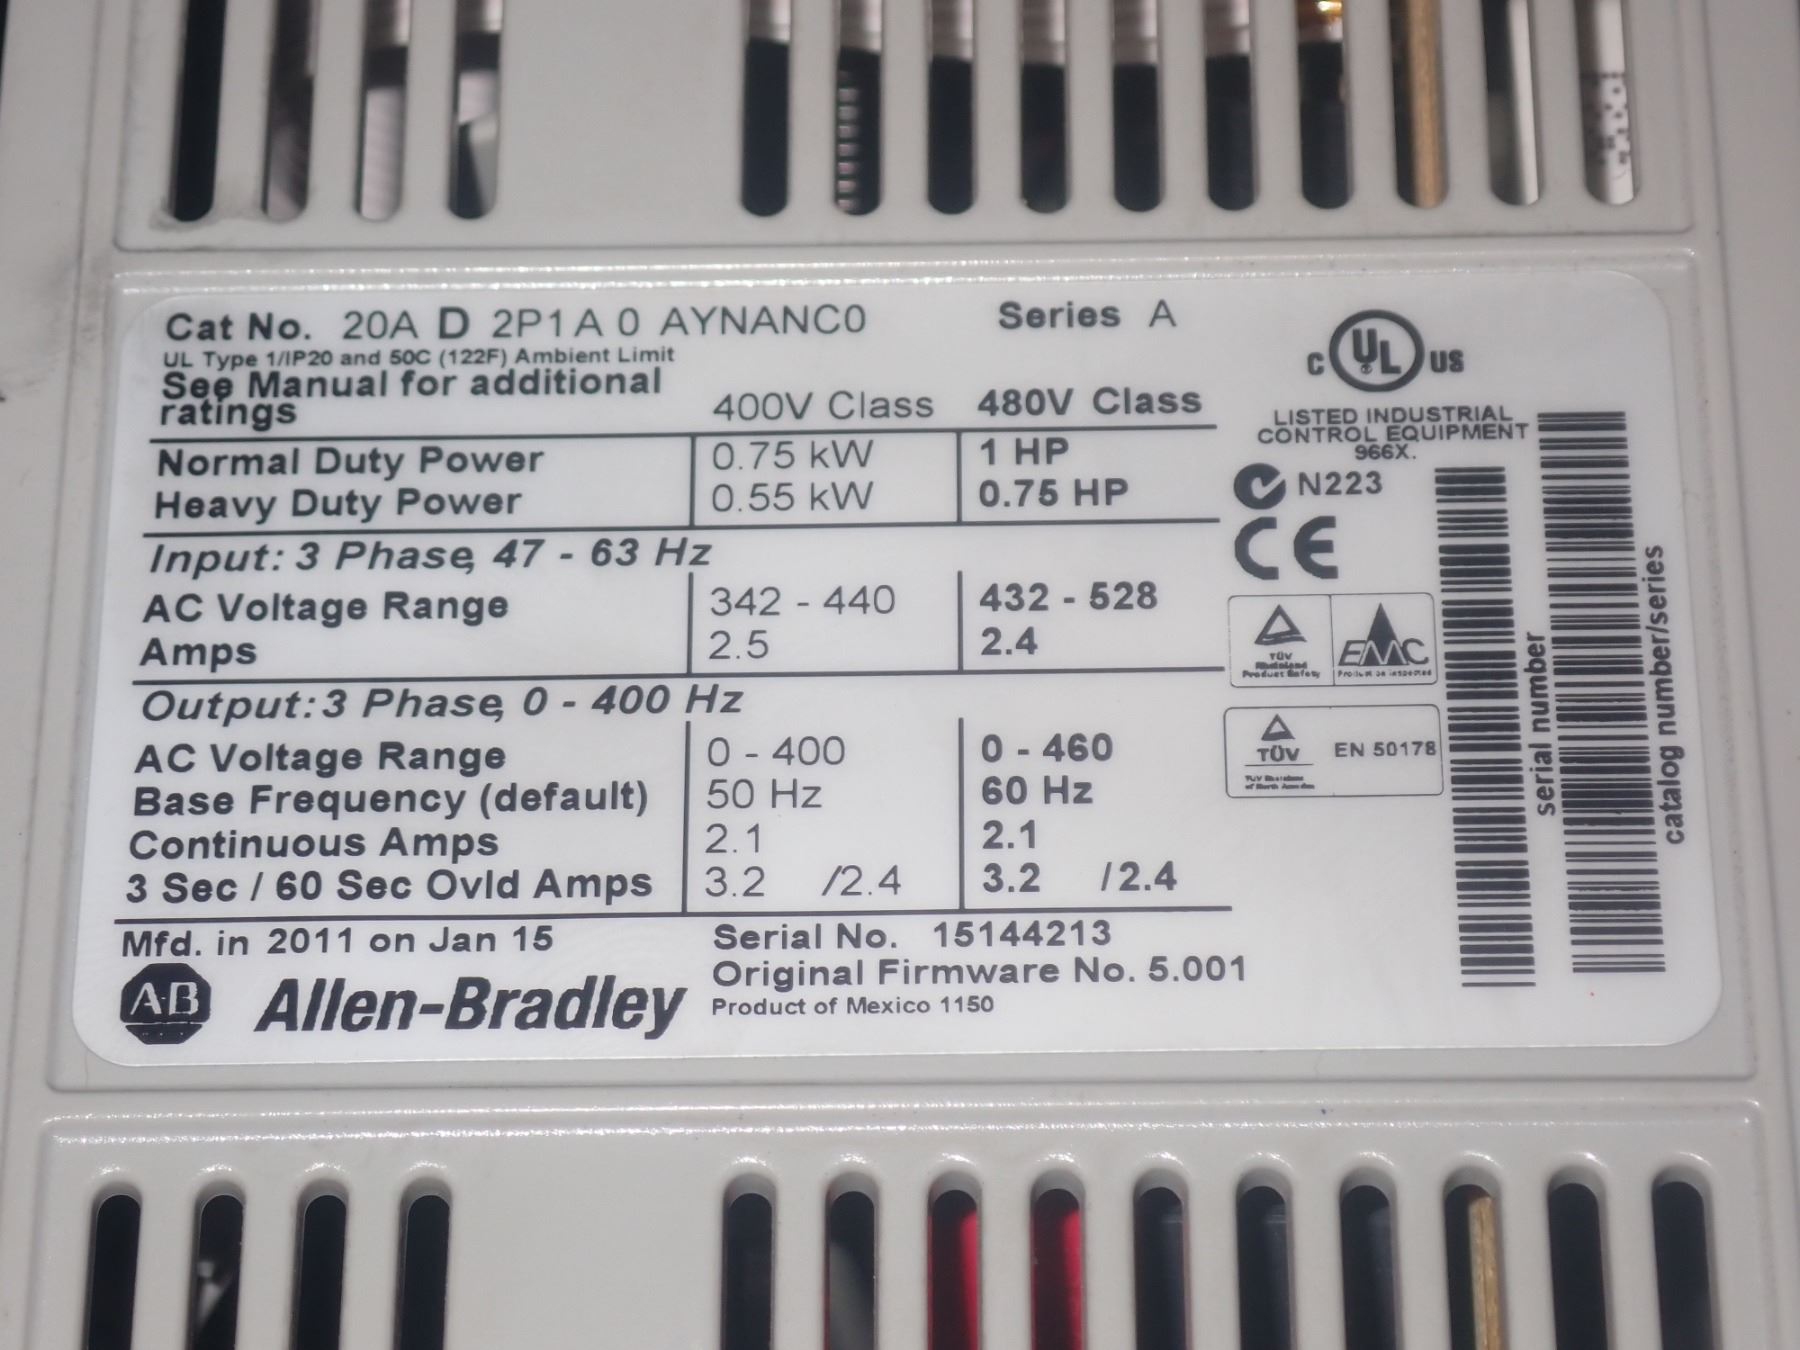 Cat No. 20A D 2P1A0 AYNANC0 Series A
UL Type 1/IP20 and 50C (122F) Ambient Limit
See Manual for additional
ratings 400V Class 480V Class
Normal Duty Power 0.75 kW 1 HP
Heavy Duty Power 0.55 kW 0.75 HP
Input: 3 Phase, 47 - 63 Hz
AC Voltage Range 342 - 440 432 - 528
Amps 2.5 2.4
Output: 3 Phase, 0 - 400 Hz
AC Voltage Range 0 - 400 0 - 460
Base Frequency (default) 50 Hz 60 Hz
Continuous Amps 2.1 2.1
3 Sec / 60 Sec Ovld Amps 3.2 /2.4 3.2 /2.4
Mfd. in 2011 on Jan 15
Serial No. 15144213
Original Firmware No. 5.001
Product of Mexico 1150
A-B Allen-Bradley
C UL US
LISTED INDUSTRIAL
CONTROL EQUIPMENT
966X.
N223
CE
TÜV
Rheinland
Product Safety
EMC
TÜV EN 50178
of North America
serial number
catalog number/series